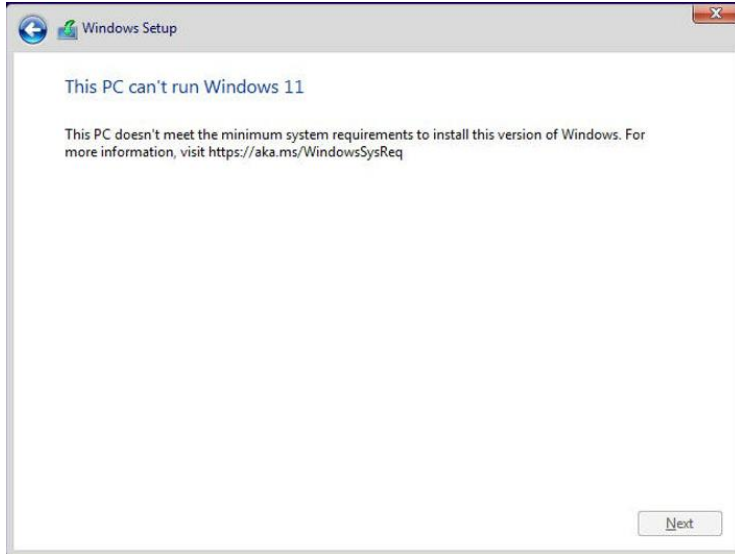 Windows Setup
This PC can't run Windows 11
This PC doesn't meet the minimum system requirements to install this version of Windows. For
more information, visit https://aka.ms/WindowsSysReq
Next